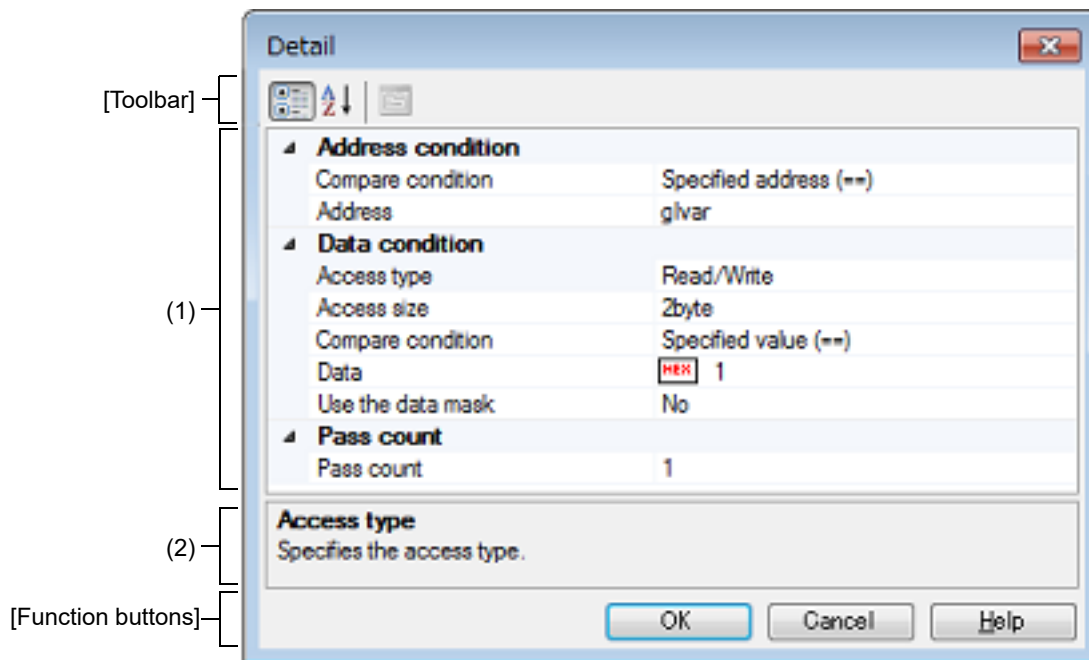 Detail
[Toolbar]
A Z
(1)
Address condition
Compare condition Specified address (==)
Address glvar
Data condition
Access type Read/Write
Access size 2byte
Compare condition Specified value (==)
Data HEX 1
Use the data mask No
Pass count
Pass count 1
(2)
Access type
Specifies the access type.
[Function buttons]
OK Cancel Help